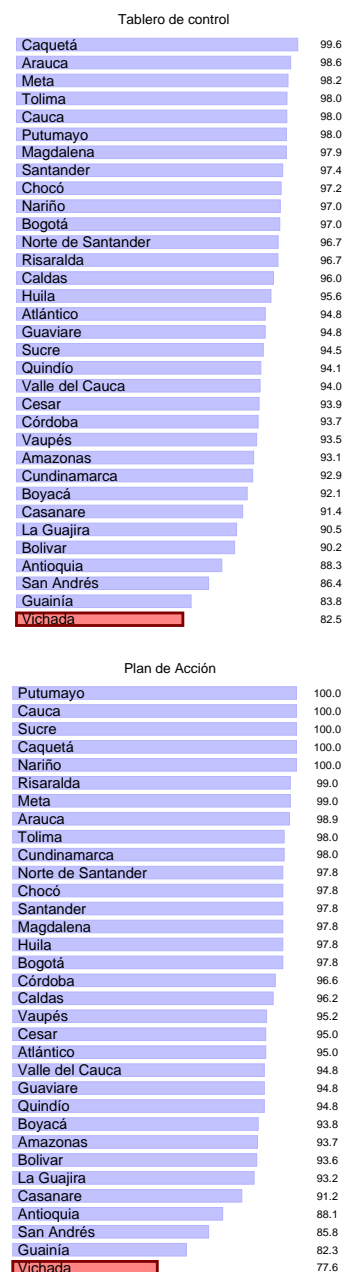 Tablero de control
Caquetá 99.6
Arauca 98.6
Meta 98.2
Tolima 98.0
Cauca 98.0
Putumayo 98.0
Magdalena 97.9
Santander 97.4
Chocó 97.2
Nariño 97.0
Bogotá 97.0
Norte de Santander 96.7
Risaralda 96.7
Caldas 96.0
Huila 95.6
Atlántico 94.8
Guaviare 94.8
Sucre 94.5
Quindío 94.1
Valle del Cauca 94.0
Cesar 93.9
Córdoba 93.7
Vaupés 93.5
Amazonas 93.1
Cundinamarca 92.9
Boyacá 92.1
Casanare 91.4
La Guajira 90.5
Bolivar 90.2
Antioquia 88.3
San Andrés 86.4
Guainía 83.8
Vichada 82.5
Plan de Acción
Putumayo 100.0
Cauca 100.0
Sucre 100.0
Caquetá 100.0
Nariño 100.0
Risaralda 99.0
Meta 99.0
Arauca 98.9
Tolima 98.0
Cundinamarca 98.0
Norte de Santander 97.8
Chocó 97.8
Santander 97.8
Magdalena 97.8
Huila 97.8
Bogotá 97.8
Córdoba 96.6
Caldas 96.2
Vaupés 95.2
Cesar 95.0
Atlántico 95.0
Valle del Cauca 94.8
Guaviare 94.8
Quindío 94.8
Boyacá 93.8
Amazonas 93.7
Bolivar 93.6
La Guajira 93.2
Casanare 91.2
Antioquia 88.1
San Andrés 85.8
Guainía 82.3
Vichada 77.6